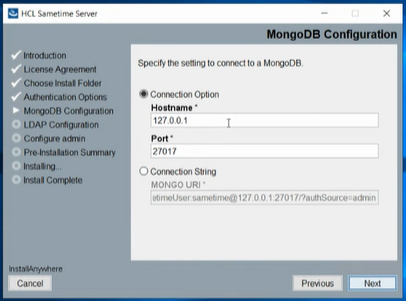 HCL Sametime Server
MongoDB Configuration
Introduction
License Agreement
Choose Install Folder
Authentication Options
MongoDB Configuration
LDAP Configuration
Configure admin
Pre-Installation Summary
Installing...
Install Complete
Specify the setting to connect to a MongoDB.
Connection Option
Hostname *
127.0.0.1
Port *
27017
Connection String
MONGO URI *
etimeUser:sametime@127.0.0.1:27017/?authSource=admin
InstallAnywhere
Cancel
Previous
Next